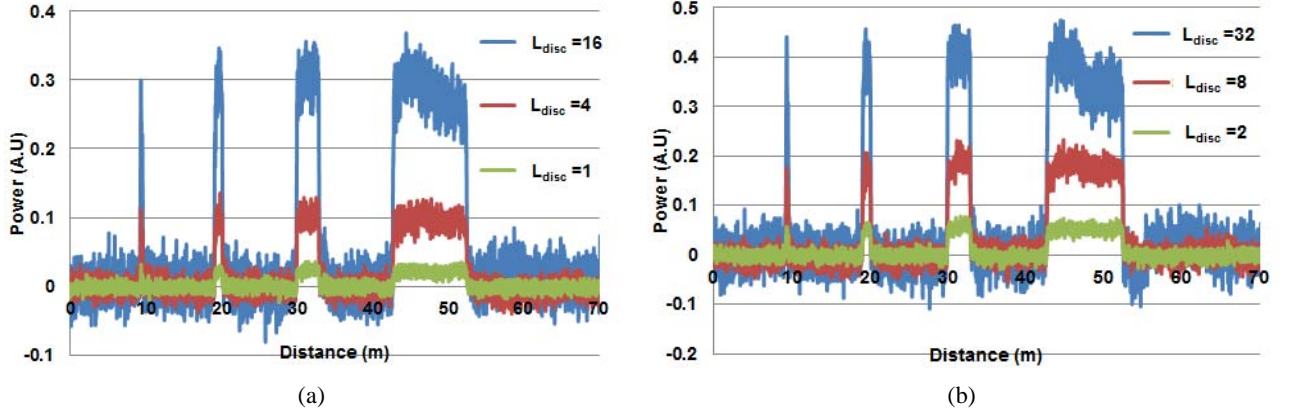 0.4
0.3
0.2
0.1
0
-0.1
Power (A.U)
0 10 20 30 40 50 60 70
Distance (m)
L_disc =16
L_disc =4
L_disc =1
(a)
0.5
0.4
0.3
0.2
0.1
0
-0.1
-0.2
Power (A.U)
0 10 20 30 40 50 60 70
Distance (m)
L_disc =32
L_disc =8
L_disc =2
(b)